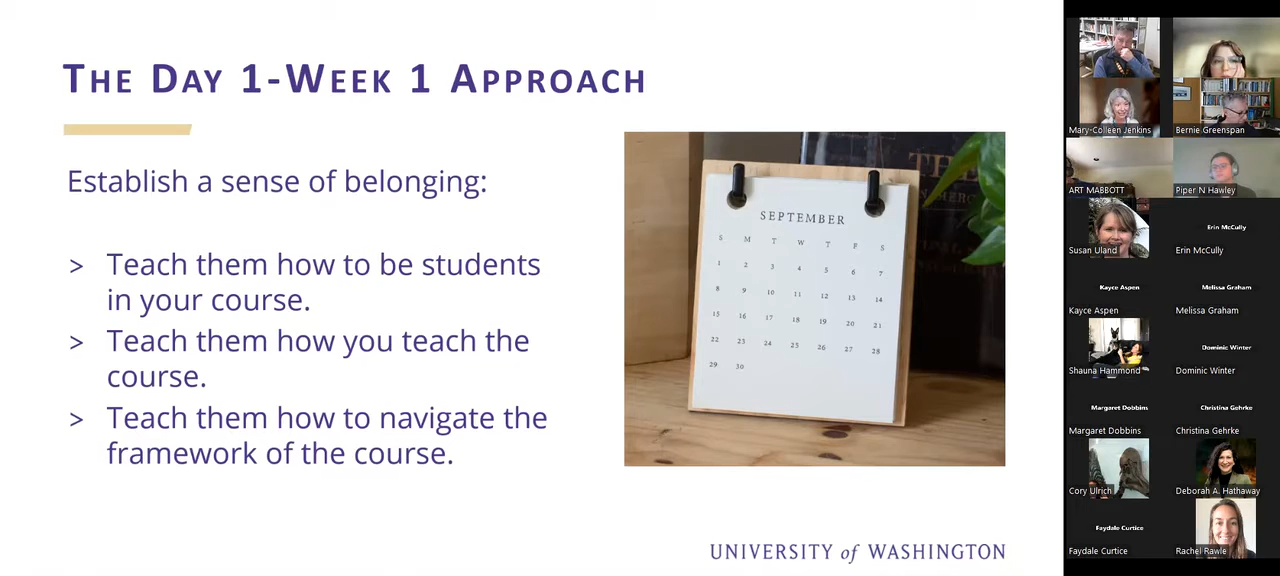 THE DAY 1-WEEK 1 APPROACH
Establish a sense of belonging:
> Teach them how to be students
in your course.
> Teach them how you teach the
course.
> Teach them how to navigate the
framework of the course.
SEPTEMBER
S M T W T F S
1 2 3 4 5 6 7
8 9 10 11 12 13 14
15 16 17 18 19 20 21
22 23 24 25 26 27 28
29 30
UNIVERSITY of WASHINGTON
Mary-Colleen Jenkins
Bernie Greenspan
ART MABBOTT
Piper N Hawley
Susan Uland
Erin McCully
Erin McCully
Kayce Aspen
Melissa Graham
Kayce Aspen
Melissa Graham
Shauna Hammond
Dominic Winter
Dominic Winter
Margaret Dobbins
Christina Gehrke
Margaret Dobbins
Christina Gehrke
Cory Ulrich
Deborah A. Hathaway
Faydale Curtice
Faydale Curtice
Rachel Rawle